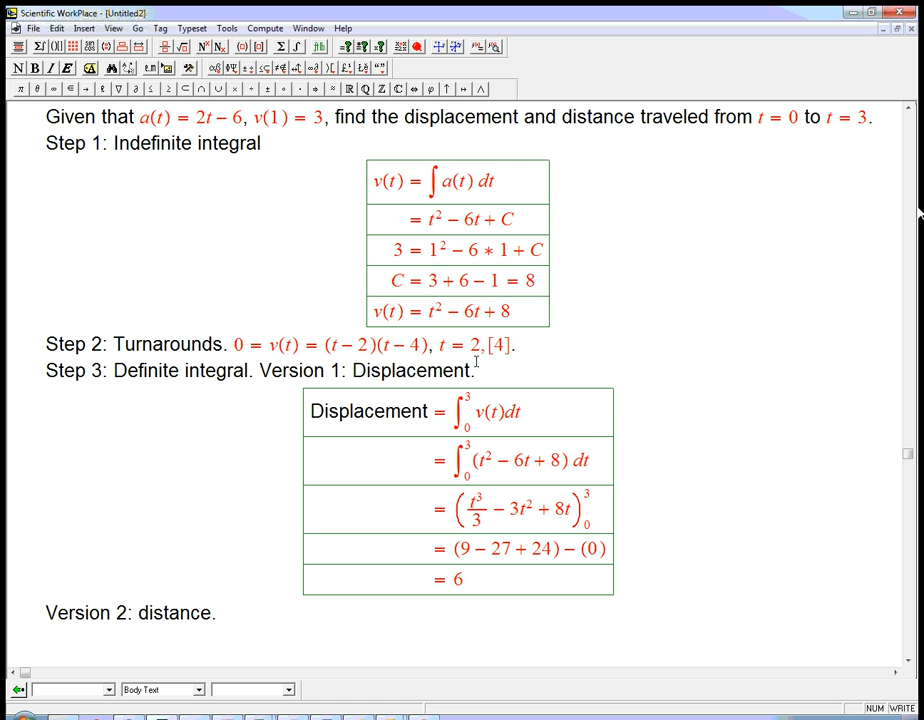 Scientific WorkPlace - [Untitled2]
File Edit Insert View Go Tag Typeset Tools Compute Window Help
N B I E
Given that a(t) = 2t − 6, v(1) = 3, find the displacement and distance traveled from t = 0 to t = 3.
Step 1: Indefinite integral
v(t) = ∫ a(t) dt
= t² − 6t + C
3 = 1² − 6 ∗ 1 + C
C = 3 + 6 − 1 = 8
v(t) = t² − 6t + 8
Step 2: Turnarounds. 0 = v(t) = (t − 2)(t − 4), t = 2, [4].
Step 3: Definite integral. Version 1: Displacement.
Displacement = ∫₀³ v(t)dt
= ∫₀³ (t² − 6t + 8) dt
= (t³/3 − 3t² + 8t)₀³
= (9 − 27 + 24) − (0)
= 6
Version 2: distance.
Body Text
NUM WRITE